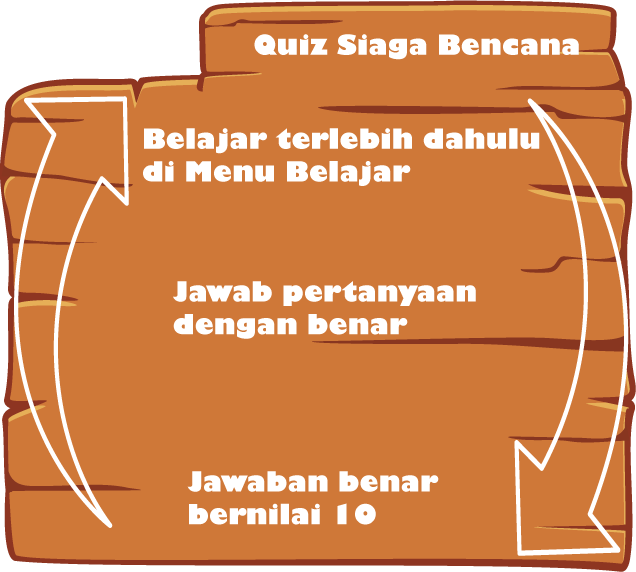 Quiz Siaga Bencana
Belajar terlebih dahulu
di Menu Belajar
Jawab pertanyaan
dengan benar
Jawaban benar
bernilai 10